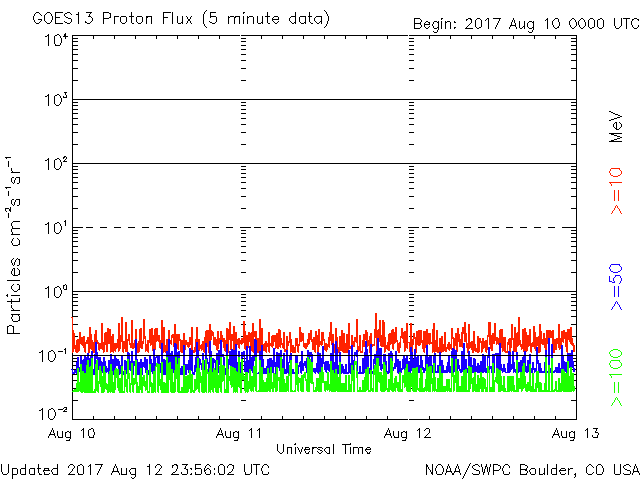 GOES13 Proton Flux (5 minute data)
Begin: 2017 Aug 10 0000 UTC
Particles cm⁻²s⁻¹sr⁻¹
10⁴
10³
10²
10¹
10⁰
10⁻¹
10⁻²
Aug 10
Aug 11
Aug 12
Aug 13
Universal Time
MeV
>=10
>=50
>=100
Updated 2017 Aug 12 23:56:02 UTC
NOAA/SWPC Boulder, CO USA